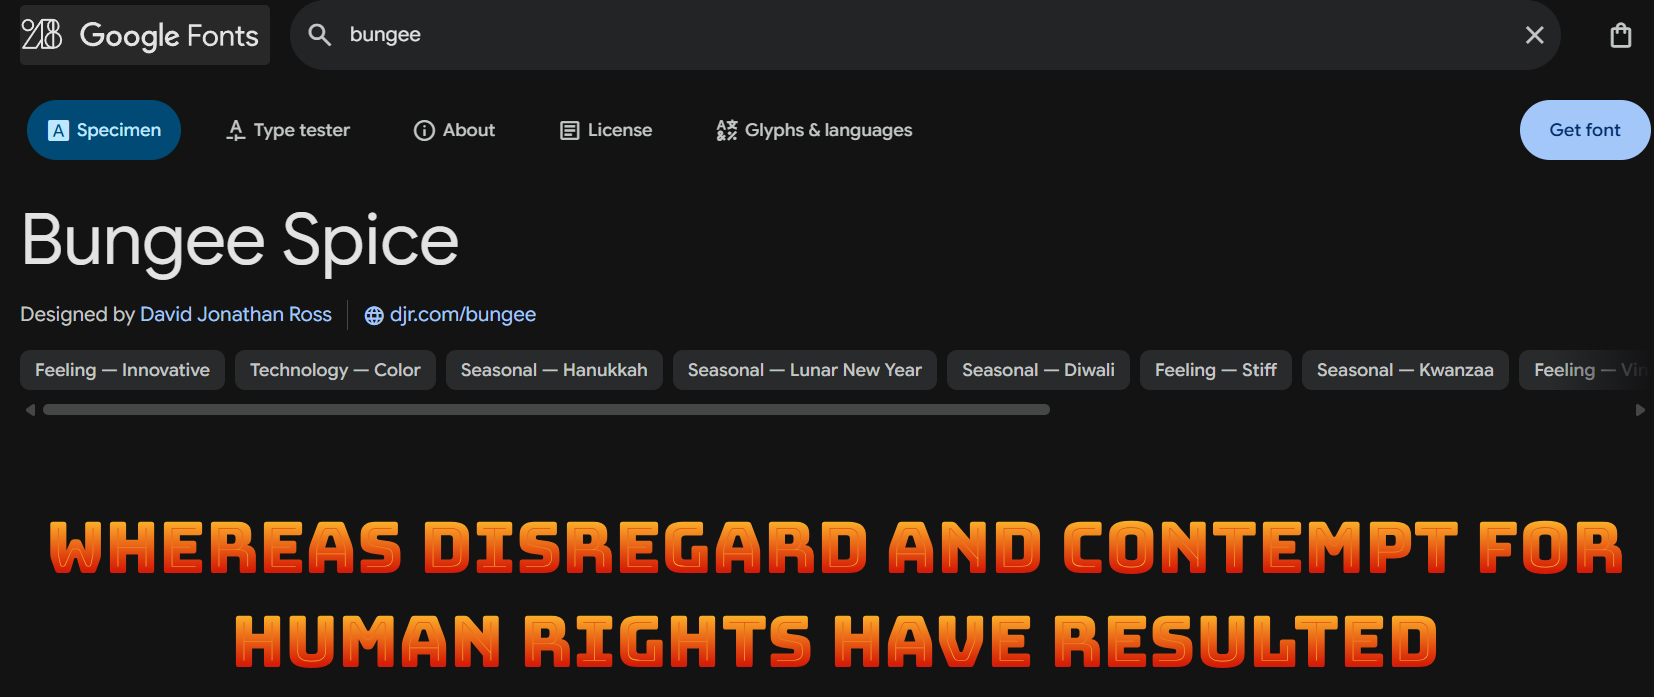 Google Fonts
bungee
Specimen
Type tester
About
License
Glyphs & languages
Get font
Bungee Spice
Designed by David Jonathan Ross
djr.com/bungee
Feeling — Innovative
Technology — Color
Seasonal — Hanukkah
Seasonal — Lunar New Year
Seasonal — Diwali
Feeling — Stiff
Seasonal — Kwanzaa
Feeling —
WHEREAS DISREGARD AND CONTEMPT FOR
HUMAN RIGHTS HAVE RESULTED